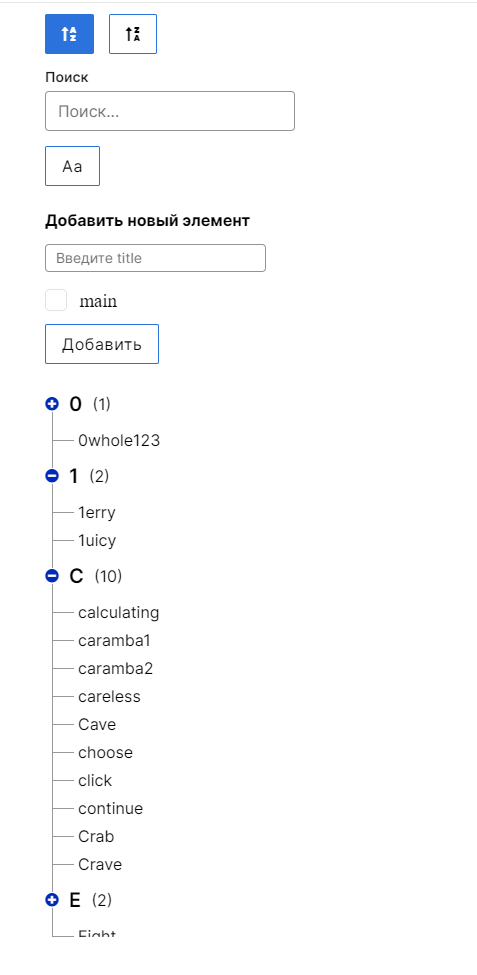 Поиск
Поиск...
Aa
Добавить новый элемент
Введите title
main
Добавить
0 (1)
0whole123
1 (2)
1erry
1uicy
C (10)
calculating
caramba1
caramba2
careless
Cave
choose
click
continue
Crab
Crave
E (2)
Eight